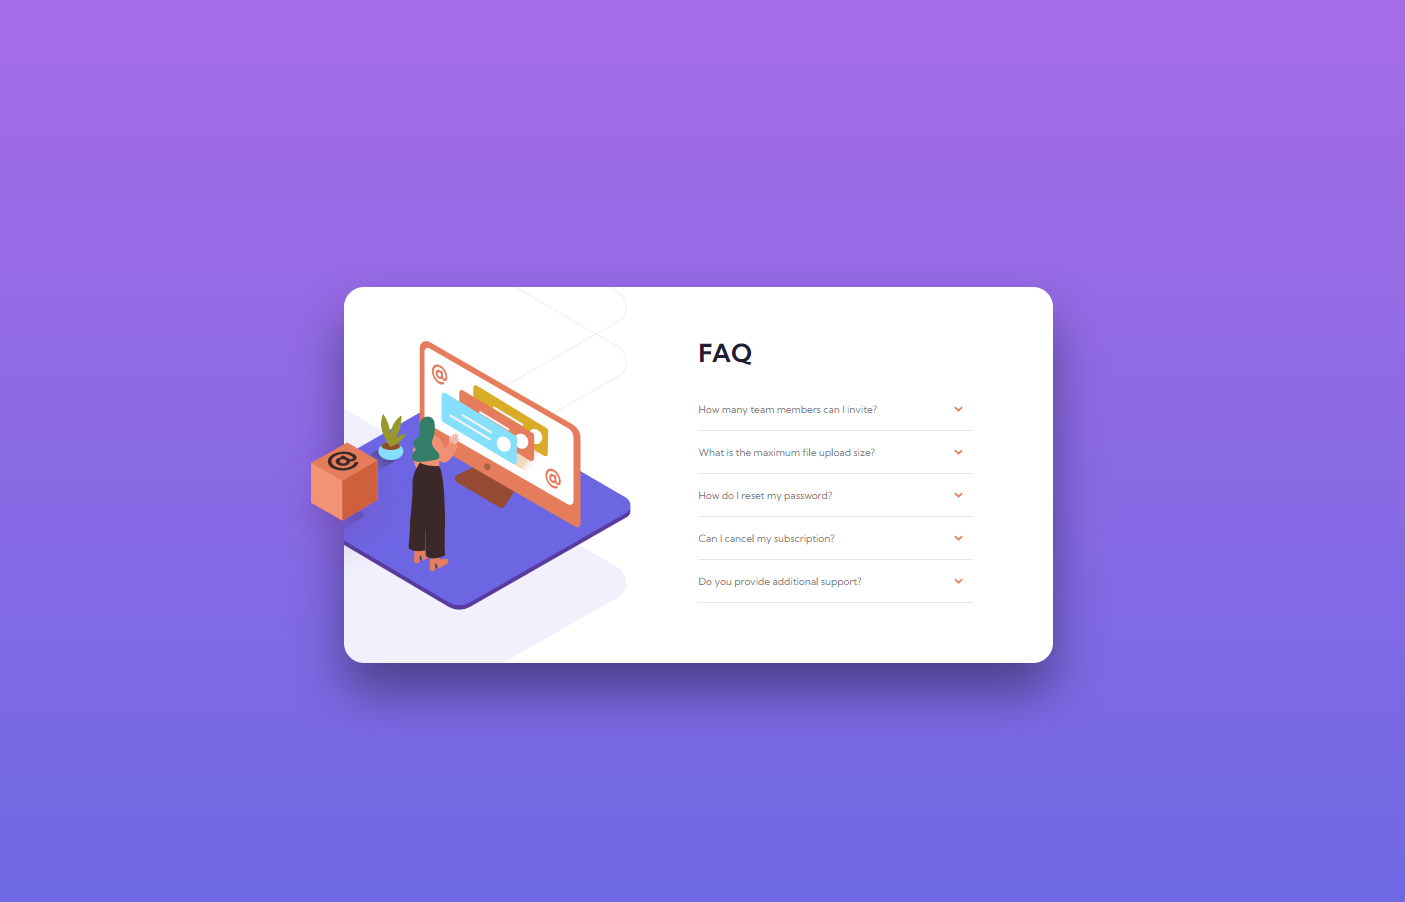 FAQ
How many team members can I invite?
What is the maximum file upload size?
How do I reset my password?
Can I cancel my subscription?
Do you provide additional support?
@
@
@